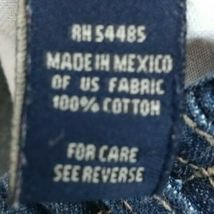 RN 54485
MADE IN MEXICO
OF US FABRIC
100% COTTON
FOR CARE
SEE REVERSE